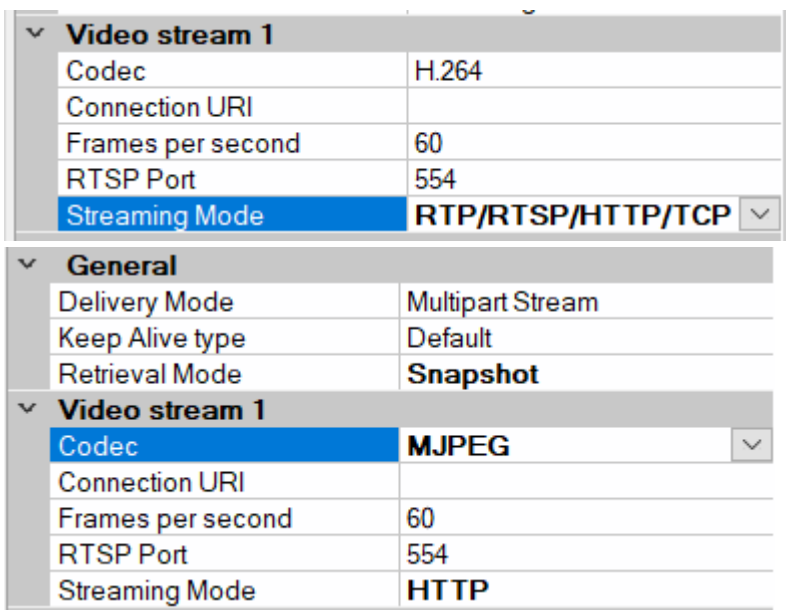 Video stream 1
Codec H.264
Connection URI
Frames per second 60
RTSP Port 554
Streaming Mode RTP/RTSP/HTTP/TCP
General
Delivery Mode Multipart Stream
Keep Alive type Default
Retrieval Mode Snapshot
Video stream 1
Codec MJPEG
Connection URI
Frames per second 60
RTSP Port 554
Streaming Mode HTTP